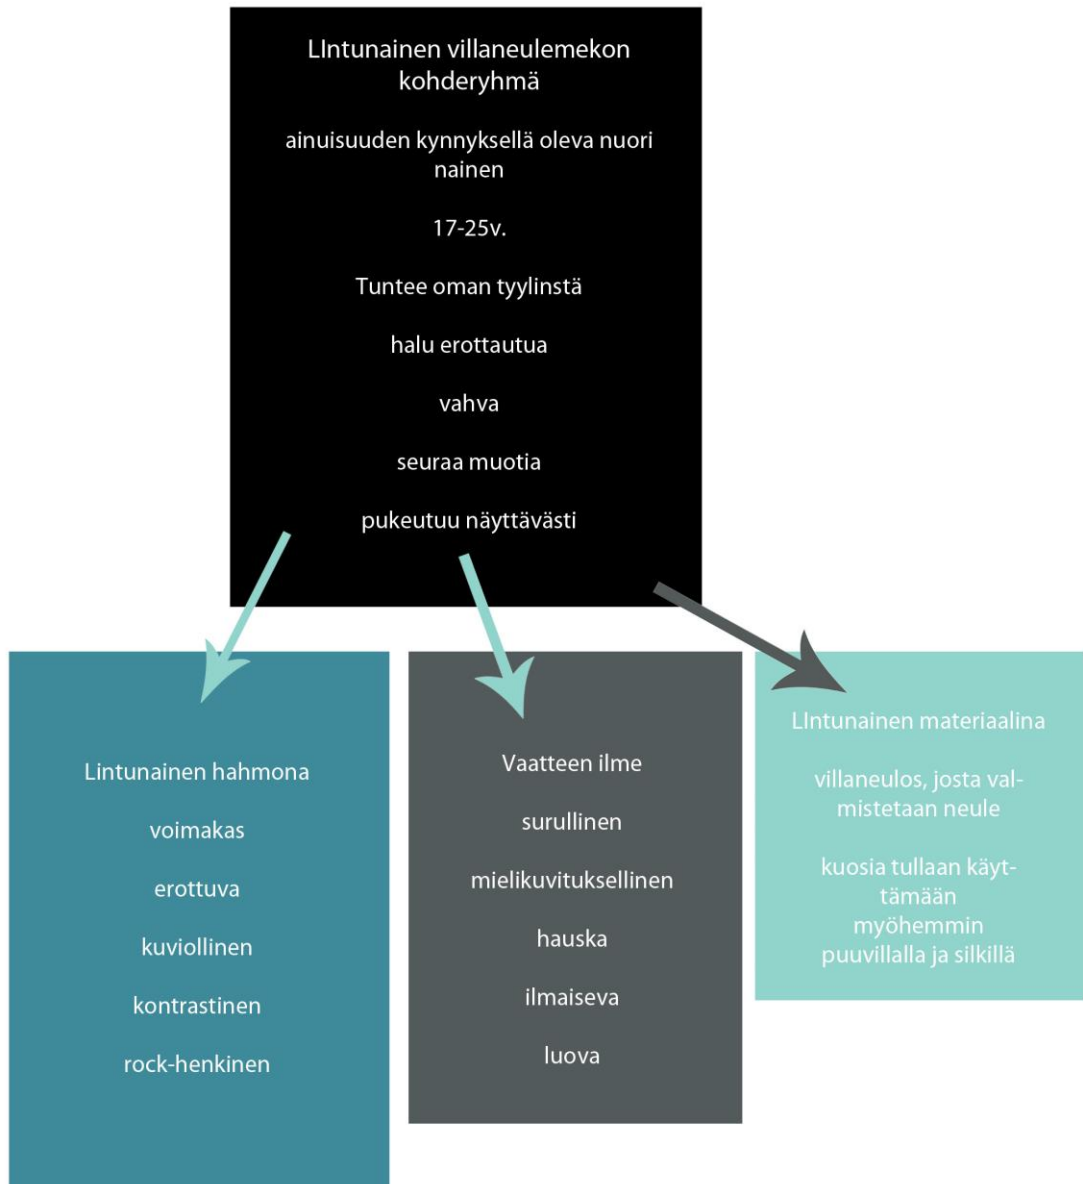 LIntunainen villaneulemekon
kohderyhmä
ainuisuuden kynnyksellä oleva nuori
nainen
17-25v.
Tuntee oman tyylinstä
halu erottautua
vahva
seuraa muotia
pukeutuu näyttävästi
Lintunainen hahmona
voimakas
erottuva
kuviollinen
kontrastinen
rock-henkinen
Vaatteen ilme
surullinen
mielikuvituksellinen
hauska
ilmaiseva
luova
LIntunainen materiaalina
villaneulos, josta val-
mistetaan neule
kuosia tullaan käyt-
tämään
myöhemmin
puuvillalla ja silkillä